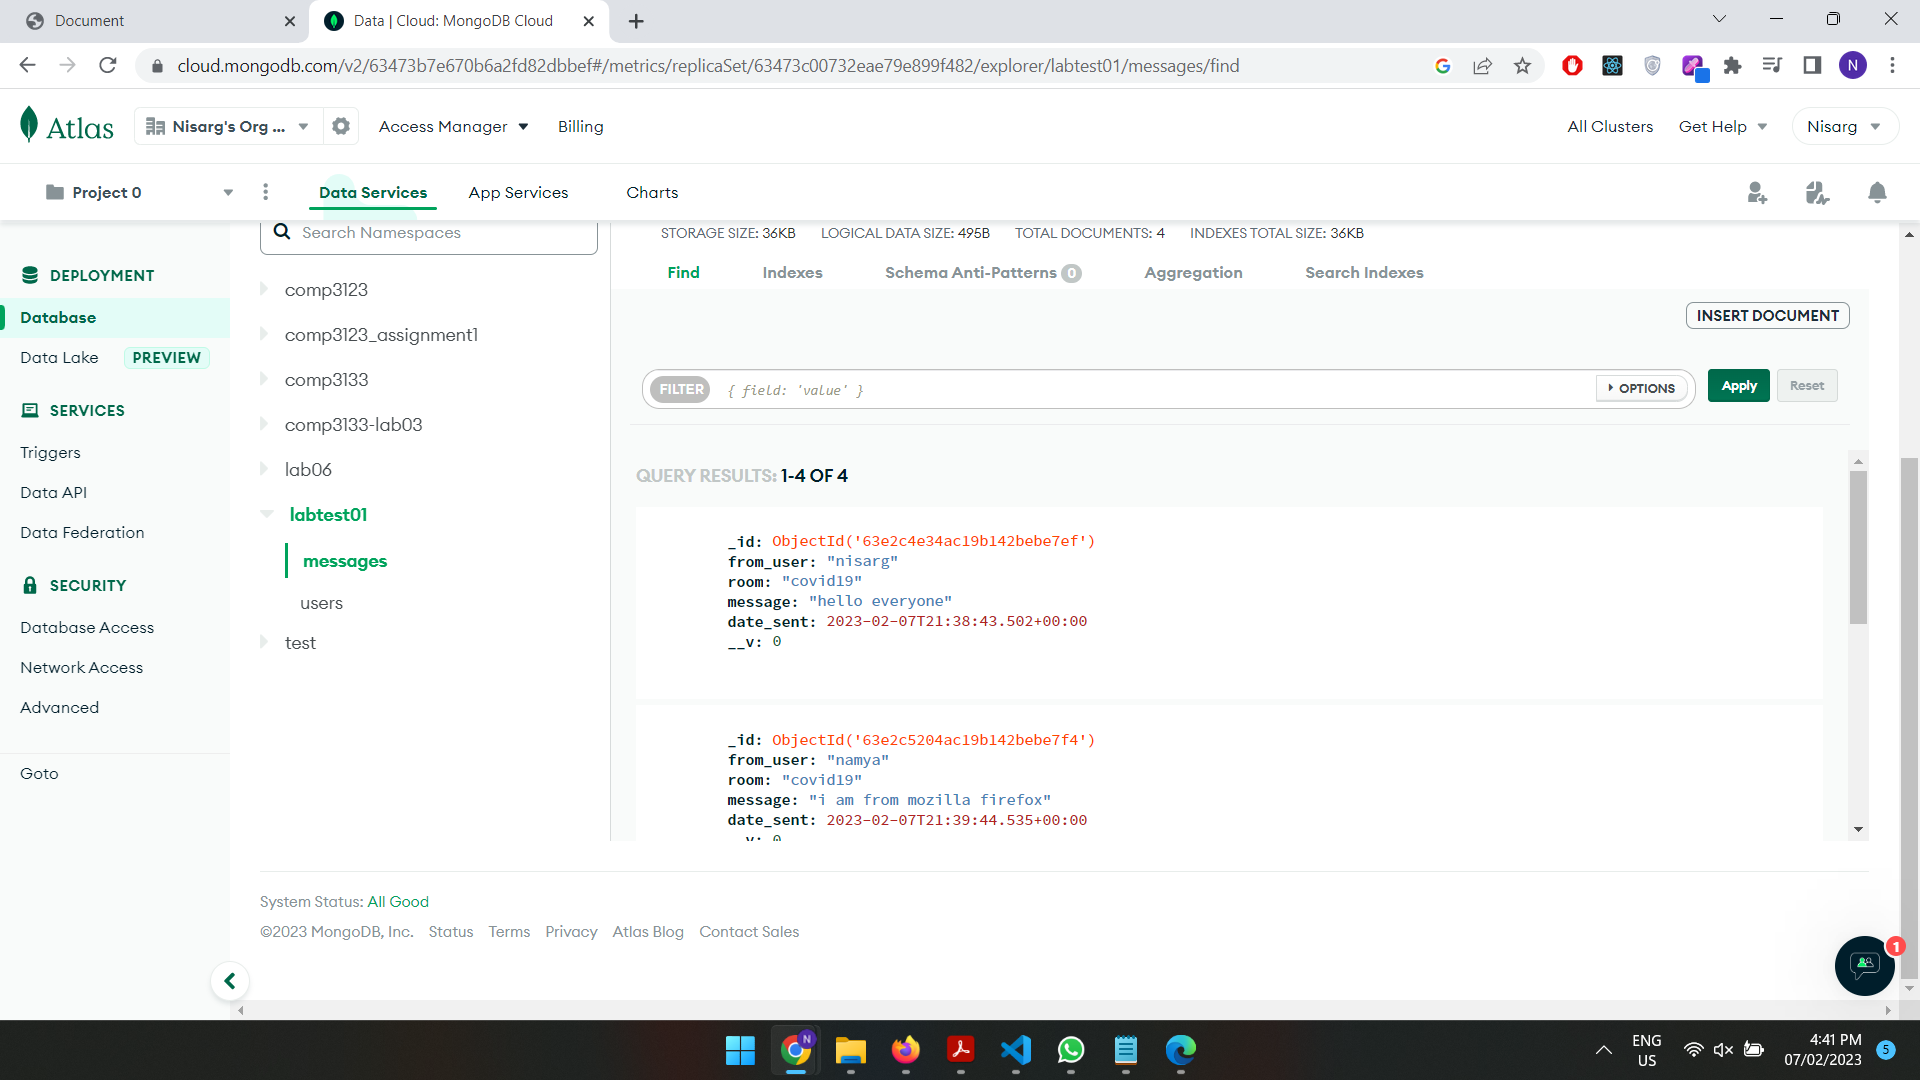 Document
Data | Cloud: MongoDB Cloud
cloud.mongodb.com/v2/63473b7e670b6a2fd82dbbef#/metrics/replicaSet/63473c00732eae79e899f482/explorer/labtest01/messages/find
N
Atlas
Nisarg's Org ...
Access Manager
Billing
All Clusters
Get Help
Nisarg
Project 0
Data Services
App Services
Charts
DEPLOYMENT
Database
Data Lake
PREVIEW
SERVICES
Triggers
Data API
Data Federation
SECURITY
Database Access
Network Access
Advanced
Goto
Search Namespaces
comp3123
comp3123_assignment1
comp3133
comp3133-lab03
lab06
labtest01
messages
users
test
STORAGE SIZE: 36KB LOGICAL DATA SIZE: 495B TOTAL DOCUMENTS: 4 INDEXES TOTAL SIZE: 36KB
Find
Indexes
Schema Anti-Patterns 0
Aggregation
Search Indexes
INSERT DOCUMENT
FILTER { field: 'value' }
OPTIONS
Apply
Reset
QUERY RESULTS: 1-4 OF 4
_id: ObjectId('63e2c4e34ac19b142bebe7ef')
from_user: "nisarg"
room: "covid19"
message: "hello everyone"
date_sent: 2023-02-07T21:38:43.502+00:00
__v: 0
_id: ObjectId('63e2c5204ac19b142bebe7f4')
from_user: "namya"
room: "covid19"
message: "i am from mozilla firefox"
date_sent: 2023-02-07T21:39:44.535+00:00
__v: 0
System Status: All Good
©2023 MongoDB, Inc. Status Terms Privacy Atlas Blog Contact Sales
1
N
ENG
US
4:41 PM
07/02/2023
5